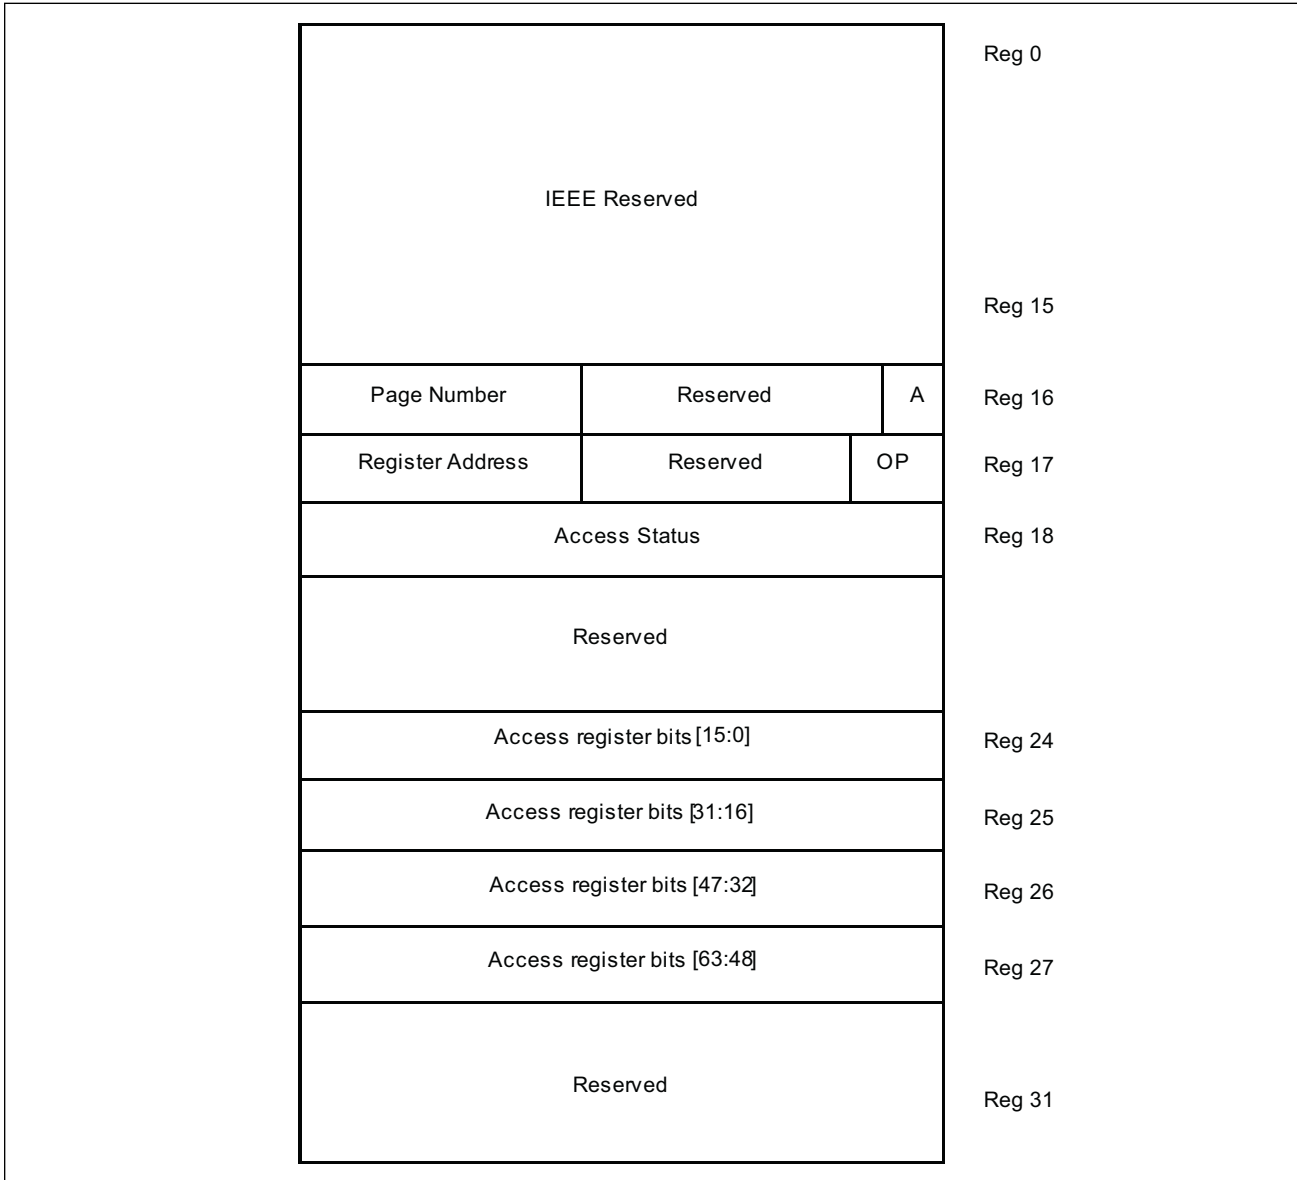 Reg 0
IEEE Reserved
Reg 15
Page Number Reserved A Reg 16
Register Address Reserved OP Reg 17
Access Status Reg 18
Reserved
Access register bits [15:0] Reg 24
Access register bits [31:16] Reg 25
Access register bits [47:32] Reg 26
Access register bits [63:48] Reg 27
Reserved
Reg 31